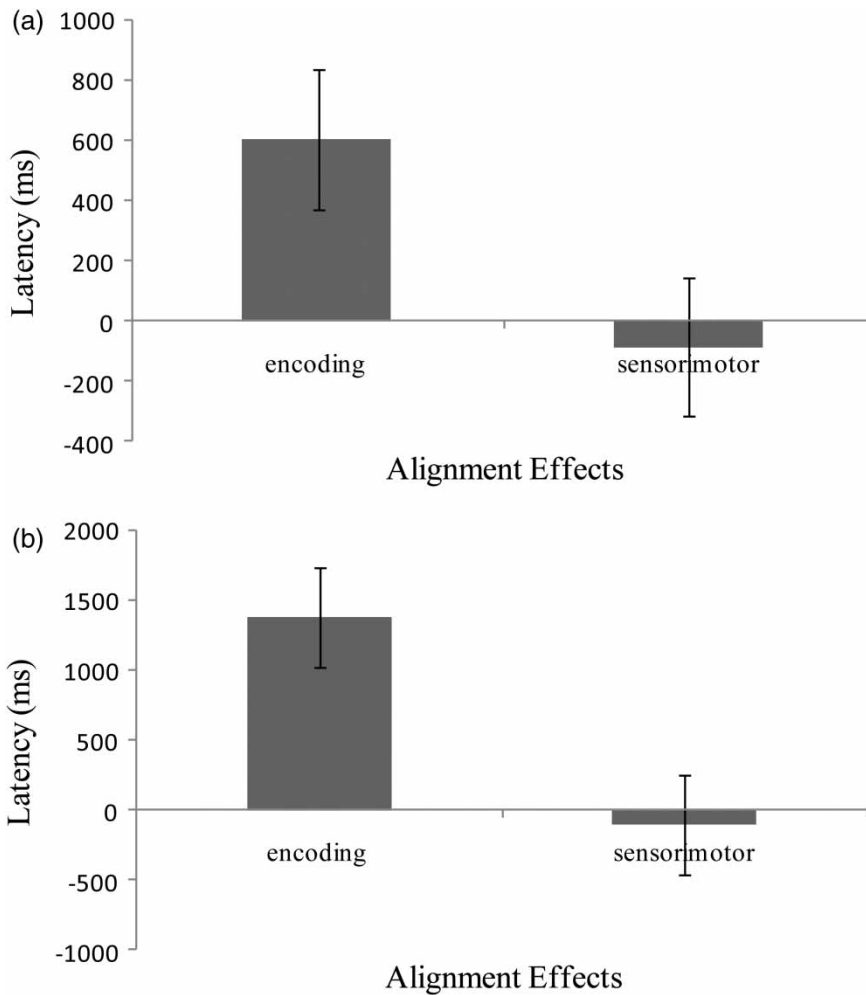 (a)
1000
800
600
400
200
0
-200
-400
Latency (ms)
encoding
sensorimotor
Alignment Effects
(b)
2000
1500
1000
500
0
-500
-1000
Latency (ms)
encoding
sensorimotor
Alignment Effects